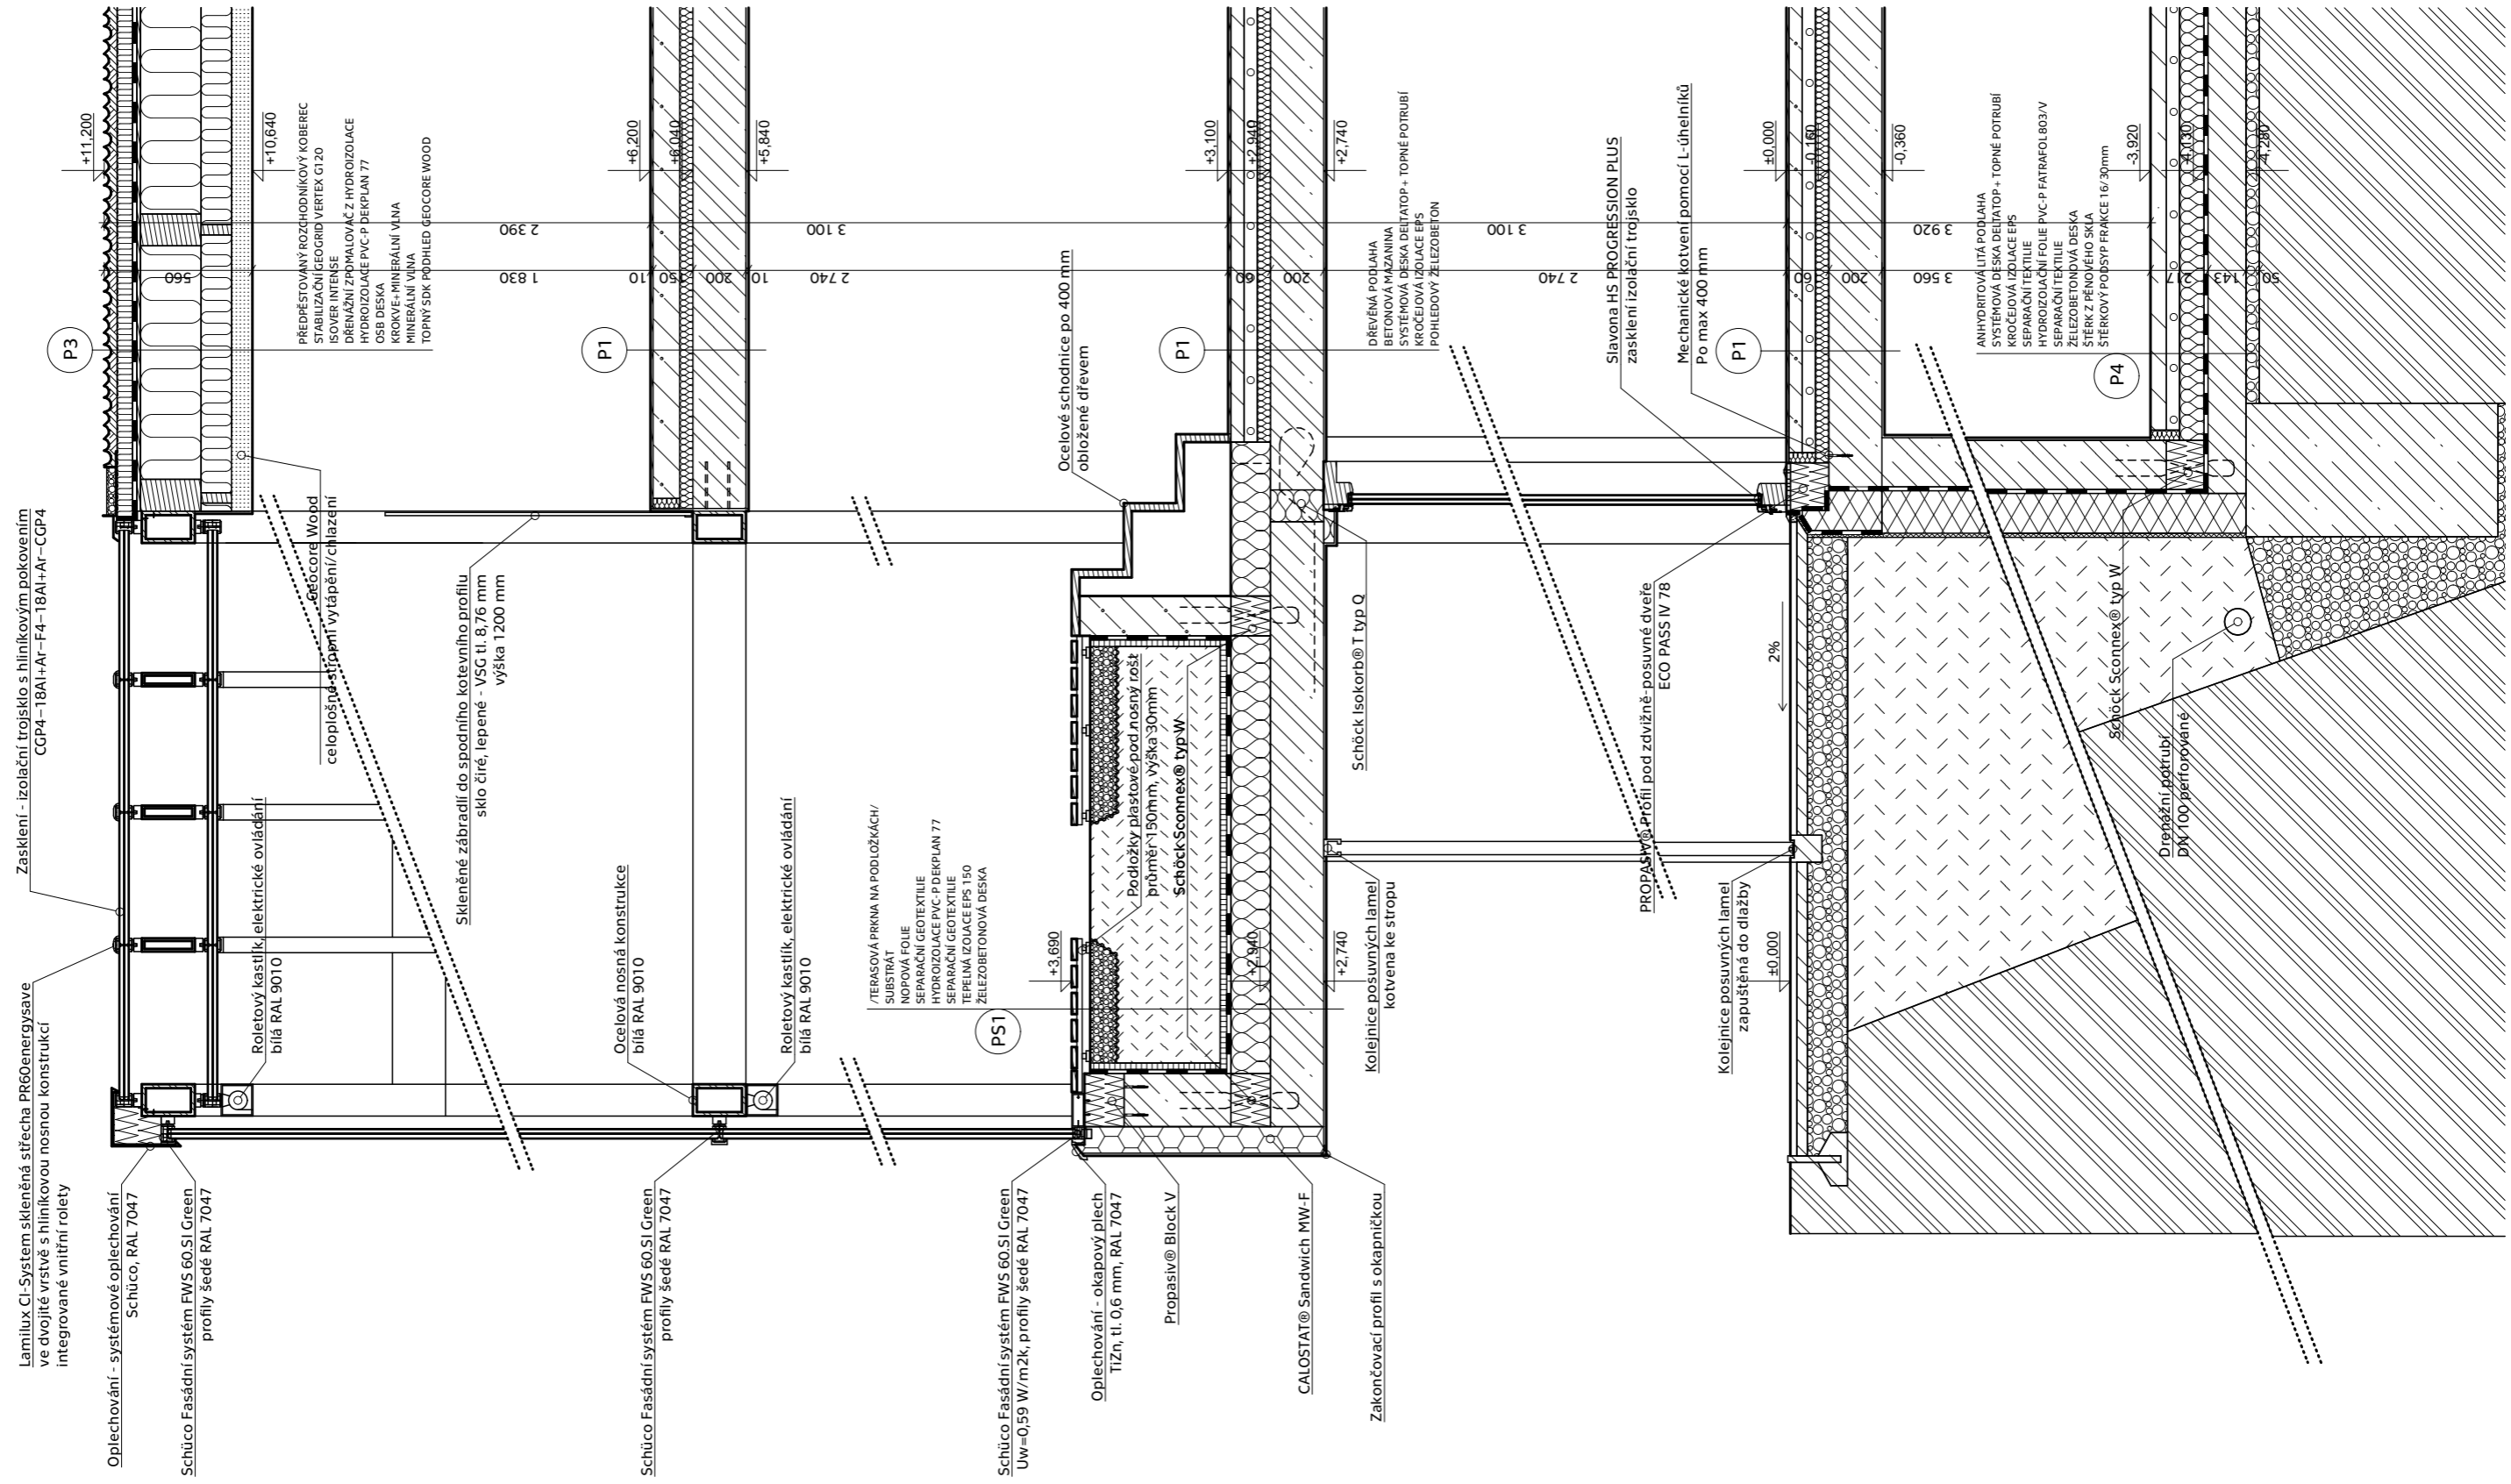 Lamilux CI-System skleněná střecha PR60energysave
ve dvojité vrstvě s hliníkovou nosnou konstrukcí
integrované vnitřní rolety
Zasklení - izolační trojsklo s hliníkovým pokovením
CGP4−18AI+Ar−F4−18AI+Ar−CGP4
P3
+11,200
+10,640
PŘEDPĚSTOVANÝ ROZCHODNÍKOVÝ KOBEREC
STABILIZAČNÍ GEOGRID VERTEX G120
ISOVER INTENSE
DŘENÁŽNÍ ZPOMALOVAČ Z HYDROIZOLACE
HYDROIZOLACE PVC-P DEKPLAN 77
OSB DESKA
KROKVE+MINERÁLNÍ VLNA
MINERÁLNÍ VLNA
TOPNÝ SDK PODHLED GEOCORE WOOD
Oplechování - systémové oplechování
Schüco, RAL 7047
Schüco Fasádní systém FWS 60.SI Green
profily šedé RAL 7047
Roletový kastlík, elektrické ovládání
bílá RAL 9010
Geocore Wood
celoplošné stropní vytápění/chlazení
Skleněné zábradlí do spodního kotevního profilu
sklo čiré, lepené - VSG tl. 8,76 mm
výška 1200 mm
560
2 390
1 830
10
150
200
10
P1
+6,200
+6,040
+5,840
Ocelová nosná konstrukce
bílá RAL 9010
Schüco Fasádní systém FWS 60.SI Green
profily šedé RAL 7047
Roletový kastlík, elektrické ovládání
bílá RAL 9010
3 100
2 740
/TERASOVÁ PRKNA NA PODLOŽKÁCH/
SUBSTRÁT
NOPOVÁ FOLIE
SEPARAČNÍ GEOTEXTILIE
HYDROIZOLACE PVC-P DEKPLAN 77
SEPARAČNÍ GEOTEXTILIE
TEPELNÁ IZOLACE EPS 150
ŽELEZOBETONOVÁ DESKA
PS1
+3,690
+2,940
+2,740
Ocelové schodnice po 400 mm
obložené dřevem
Podložky plastové pod nosný rošt
průměr 150mm, výška 30mm
Schöck Sconnex® typ W
Schüco Fasádní systém FWS 60.SI Green
Uw=0,59 W/m2k, profily šedé RAL 7047
Oplechování - okapový plech
TiZn, tl. 0,6 mm, RAL 7047
Propasiv® Block V
CALOSTAT® Sandwich MW-F
Zakončovací profil s okapničkou
P1
+3,100
+2,940
+2,740
60
200
DŘEVĚNÁ PODLAHA
BETONOVÁ MAZANINA
SYSTÉMOVÁ DESKA DELTATOP + TOPNÉ POTRUBÍ
KROČEJOVÁ IZOLACE EPS
POHLEDOVÝ ŽELEZOBETON
Schöck Isokorb® T typ Q
Kolejnice posuvných lamel
kotvena ke stropu
3 100
2 740
Slavona HS PROGRESSION PLUS
zasklení izolační trojsklo
Mechanické kotvení pomocí L-úhelníků
Po max 400 mm
PROPASIV® Profil pod zdvižně-posuvné dveře
ECO PASS IV 78
Kolejnice posuvných lamel
zapuštěná do dlažby
±0,000
2%
P1
±0,000
-0,160
-0,360
60
200
3 920
3 560
ANHYDRITOVÁ LITÁ PODLAHA
SYSTÉMOVÁ DESKA DELTATOP + TOPNÉ POTRUBÍ
KROČEJOVÁ IZOLACE EPS
SEPARAČNÍ TEXTILIE
HYDROIZOLAČNÍ FOLIE PVC-P FATRAFOL803/V
SEPARAČNÍ TEXTILIE
ŽELEZOBETONOVÁ DESKA
ŠTĚRK Z PĚNOVÉHO SKLA
ŠTĚRKOVÝ PODSYP FRAKCE 16/30mm
P4
-3,920
-4,130
-4,280
217
143
50
Schöck Sconnex® typ W
Drenážní potrubí
DN 100 perforované